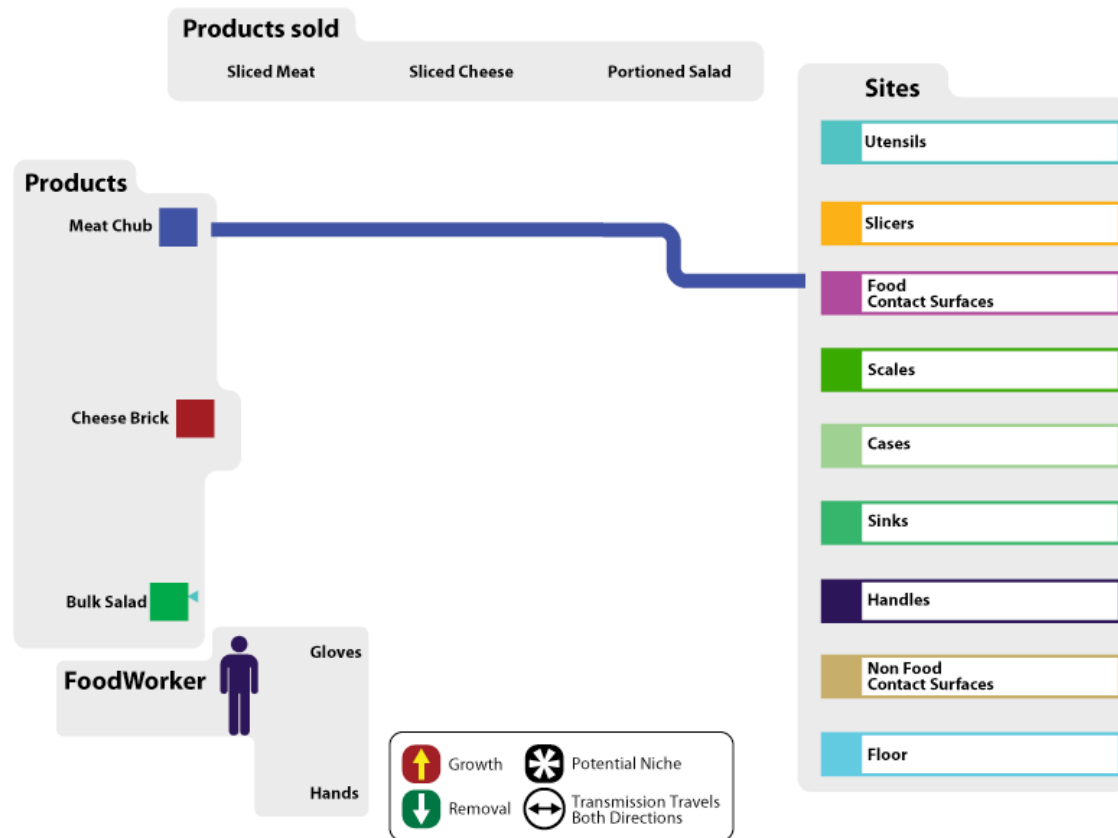 Products sold
Sliced Meat
Sliced Cheese
Portioned Salad
Sites
Utensils
Slicers
Food
Contact Surfaces
Scales
Cases
Sinks
Handles
Non Food
Contact Surfaces
Floor
Products
Meat Chub
Cheese Brick
Bulk Salad
FoodWorker
Gloves
Hands
Growth
Removal
Potential Niche
Transmission Travels
Both Directions